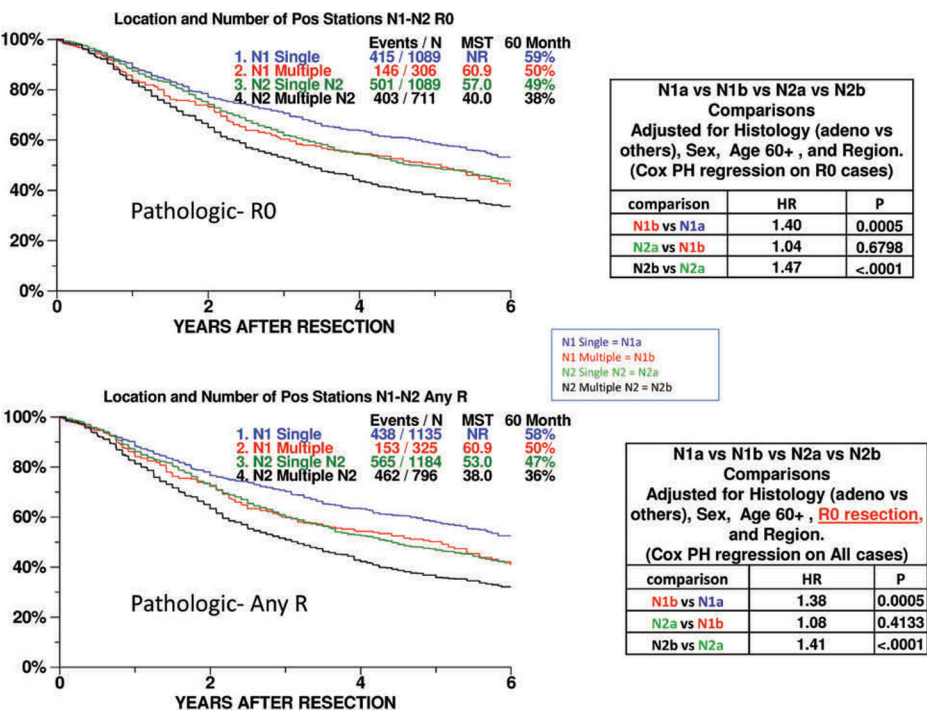 Location and Number of Pos Stations N1-N2 R0
Events / N MST 60 Month
1. N1 Single 415 / 1089 NR 59%
2. N1 Multiple 146 / 306 60.9 50%
3. N2 Single N2 501 / 1089 57.0 49%
4. N2 Multiple N2 403 / 711 40.0 38%
100%
80%
60%
40%
20%
0%
Pathologic- R0
0 2 4 6
YEARS AFTER RESECTION
N1a vs N1b vs N2a vs N2b
Comparisons
Adjusted for Histology (adeno vs
others), Sex, Age 60+ , and Region.
(Cox PH regression on R0 cases)
comparison HR P
N1b vs N1a 1.40 0.0005
N2a vs N1b 1.04 0.6798
N2b vs N2a 1.47 <.0001
N1 Single = N1a
N1 Multiple = N1b
N2 Single N2 = N2a
N2 Multiple N2 = N2b
Location and Number of Pos Stations N1-N2 Any R
Events / N MST 60 Month
1. N1 Single 438 / 1135 NR 58%
2. N1 Multiple 153 / 325 60.9 50%
3. N2 Single N2 565 / 1184 53.0 47%
4. N2 Multiple N2 462 / 796 38.0 36%
100%
80%
60%
40%
20%
0%
Pathologic- Any R
0 2 4 6
YEARS AFTER RESECTION
N1a vs N1b vs N2a vs N2b
Comparisons
Adjusted for Histology (adeno vs
others), Sex, Age 60+ , R0 resection,
and Region.
(Cox PH regression on All cases)
comparison HR P
N1b vs N1a 1.38 0.0005
N2a vs N1b 1.08 0.4133
N2b vs N2a 1.41 <.0001